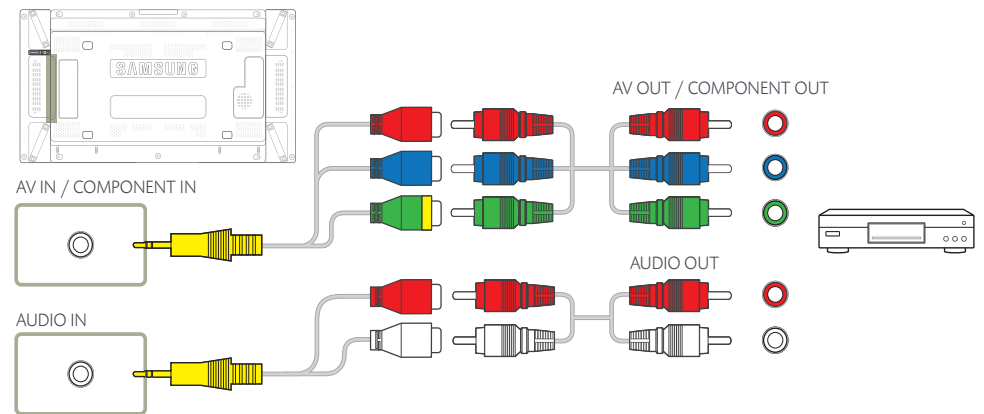 SAMSUNG
AV OUT / COMPONENT OUT
AV IN / COMPONENT IN
AUDIO OUT
AUDIO IN